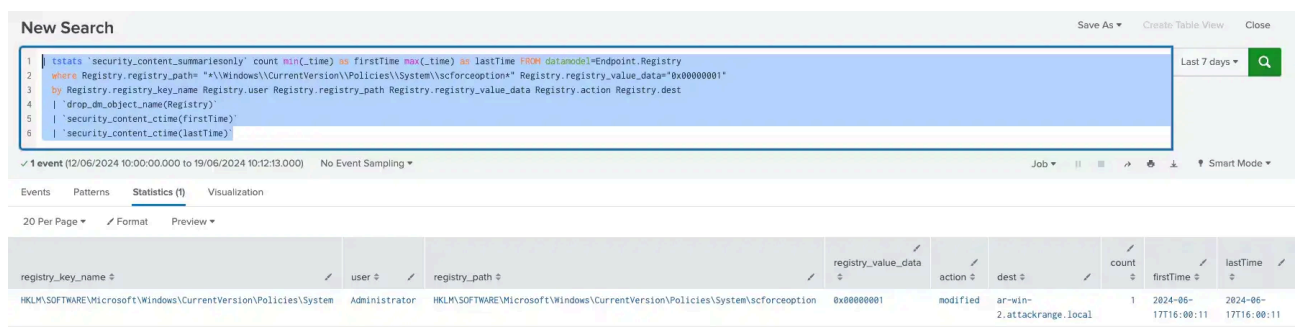 New Search
Save As ▾ Create Table View Close
1 | tstats `security_content_summariesonly` count min(_time) as firstTime max(_time) as lastTime FROM datamodel=Endpoint.Registry
2 where Registry.registry_path= "*\\Windows\\CurrentVersion\\Policies\\System\\scforceoption*" Registry.registry_value_data="0x00000001"
3 by Registry.registry_key_name Registry.user Registry.registry_path Registry.registry_value_data Registry.action Registry.dest
4 | `drop_dm_object_name(Registry)`
5 | `security_content_ctime(firstTime)`
6 | `security_content_ctime(lastTime)`
Last 7 days ▾
✓ 1 event (12/06/2024 10:00:00.000 to 19/06/2024 10:12:13.000) No Event Sampling ▾
Job ▾ Smart Mode ▾
Events Patterns Statistics (1) Visualization
20 Per Page ▾ Format Preview ▾
registry_key_name user registry_path registry_value_data action dest count firstTime lastTime
HKLM\SOFTWARE\Microsoft\Windows\CurrentVersion\Policies\System Administrator HKLM\SOFTWARE\Microsoft\Windows\CurrentVersion\Policies\System\scforceoption 0x00000001 modified ar-win- 1 2024-06- 2024-06-
2.attackrange.local 17T16:00:11 17T16:00:11